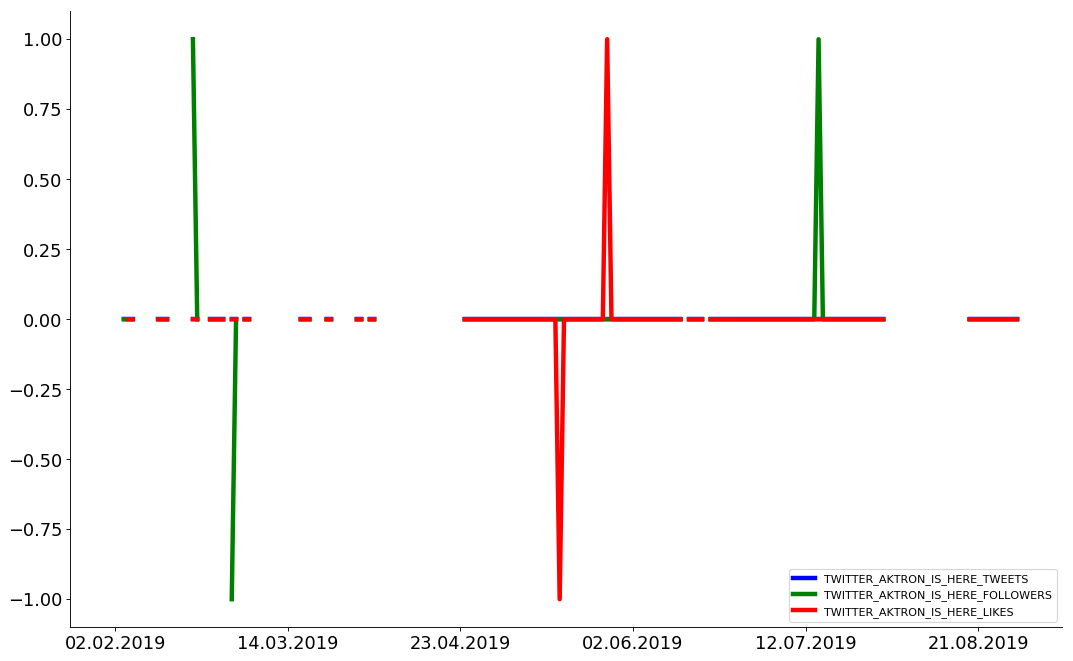 1.00
0.75
0.50
0.25
0.00
−0.25
−0.50
−0.75
−1.00
02.02.2019 14.03.2019 23.04.2019 02.06.2019 12.07.2019 21.08.2019
TWITTER_AKTRON_IS_HERE_TWEETS
TWITTER_AKTRON_IS_HERE_FOLLOWERS
TWITTER_AKTRON_IS_HERE_LIKES